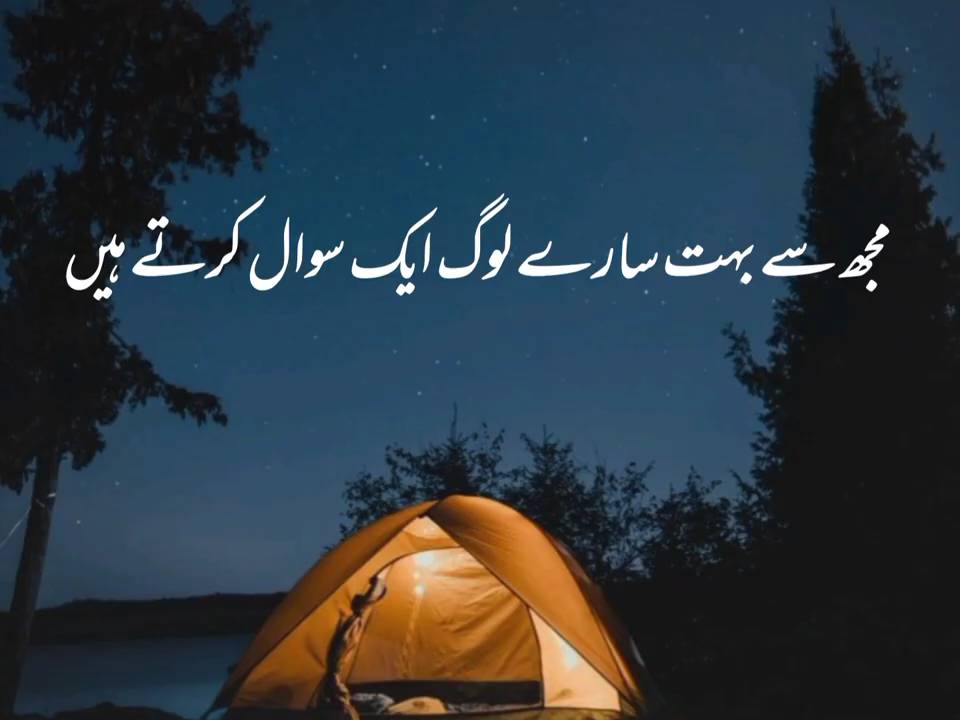 مجھ سے بہت سارے لوگ ایک سوال کرتے ہیں